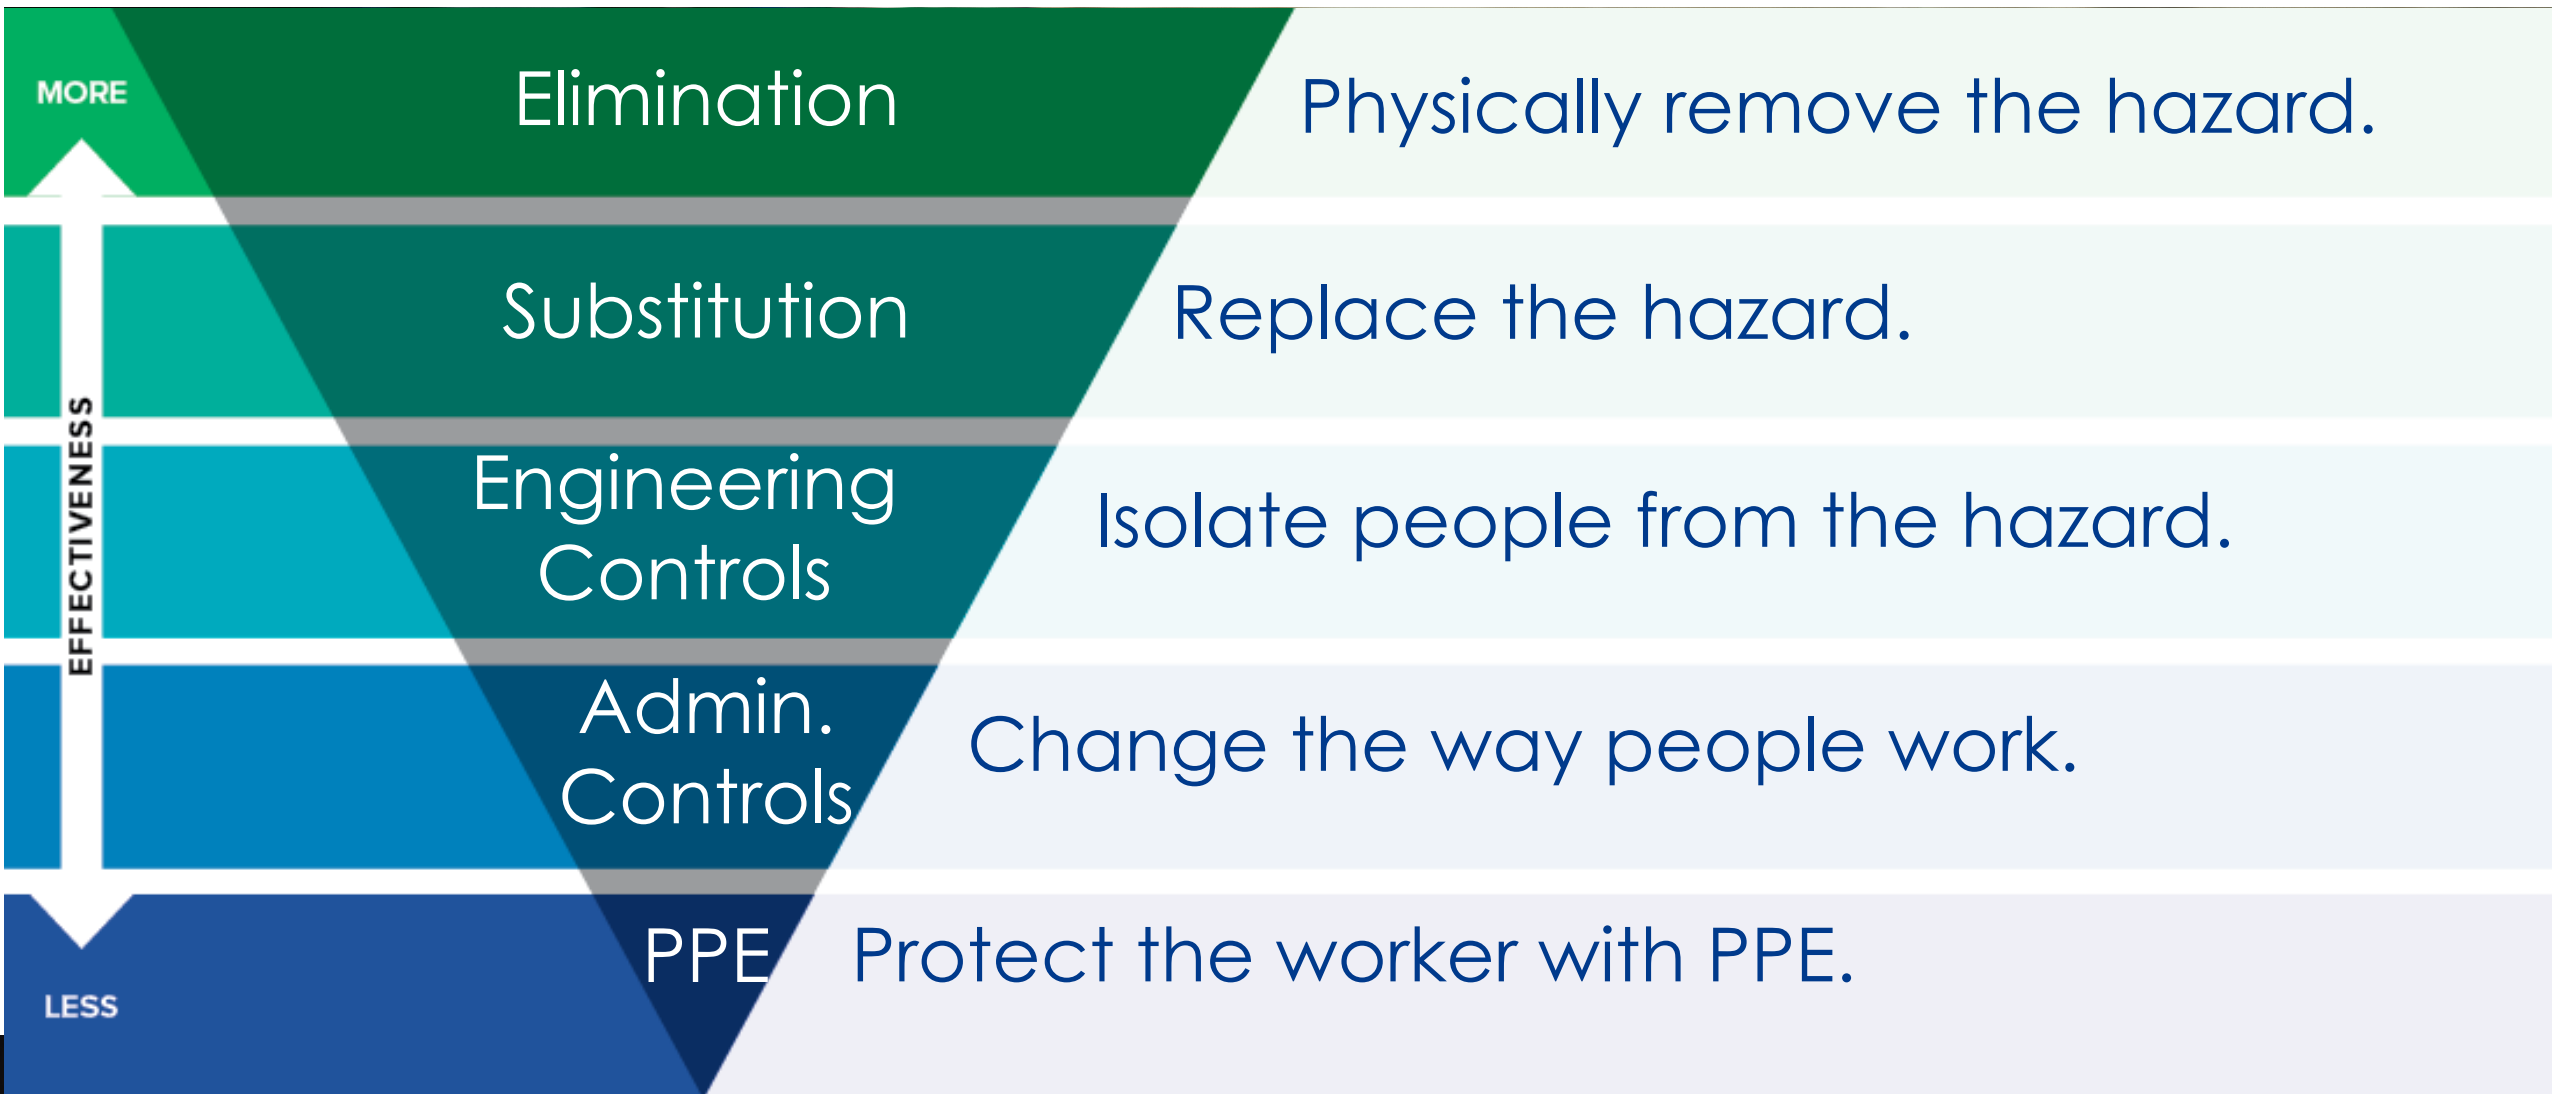 MORE
EFFECTIVENESS
LESS
Elimination
Physically remove the hazard.
Substitution
Replace the hazard.
Engineering
Controls
Isolate people from the hazard.
Admin.
Controls
Change the way people work.
PPE
Protect the worker with PPE.